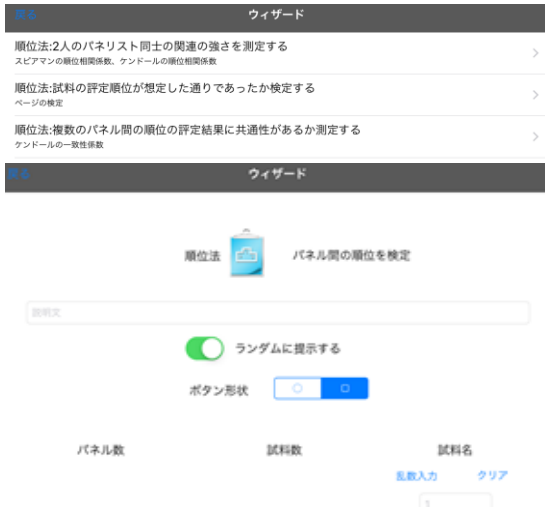 戻る
ウィザード
順位法:2人のパネリスト同士の関連の強さを測定する
スピアマンの順位相関係数、ケンドールの順位相関係数
順位法:試料の評定順位が想定した通りであったか検定する
ページの検定
順位法:複数のパネル間の順位の評定結果に共通性があるか測定する
ケンドールの一致性係数
戻る
ウィザード
順位法
パネル間の順位を検定
説明文
ランダムに提示する
ボタン形状
パネル数
試料数
試料名
乱数入力
クリア
1